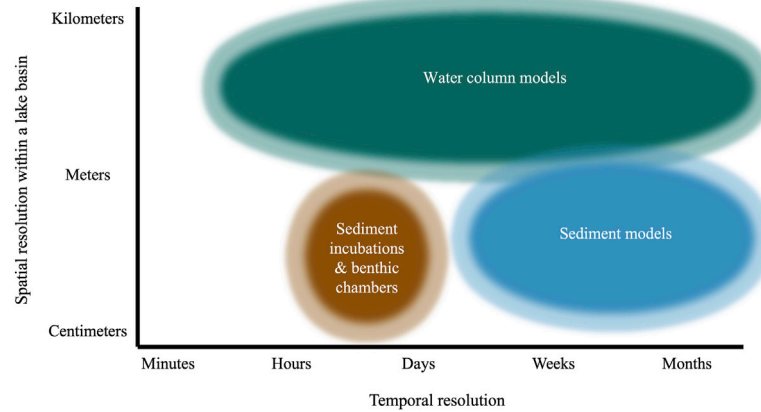 Kilometers
Water column models
Spatial resolution within a lake basin
Meters
Sediment
incubations
& benthic
chambers
Sediment models
Centimeters
Minutes
Hours
Days
Weeks
Months
Temporal resolution